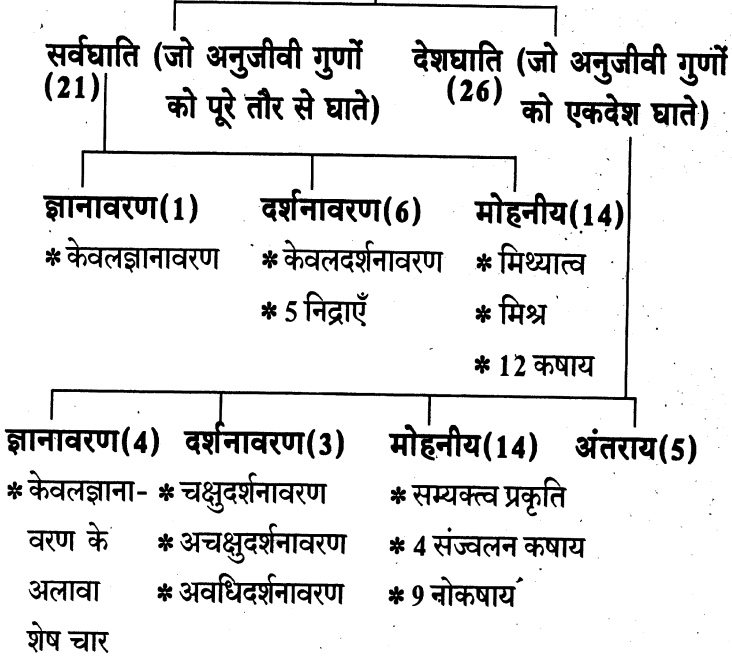 सर्वघाति (जो अनुजीवी गुणों
(21) को पूरे तौर से घाते)
देशघाति (जो अनुजीवी गुणों
(26) को एकदेश घाते)
ज्ञानावरण(1)
* केवलज्ञानावरण
दर्शनावरण(6)
* केवलदर्शनावरण
* 5 निद्राएँ
मोहनीय(14)
* मिथ्यात्व
* मिश्र
* 12 कषाय
ज्ञानावरण(4)
* केवलज्ञाना-
वरण के
अलावा
शेष चार
दर्शनावरण(3)
* चक्षुदर्शनावरण
* अचक्षुदर्शनावरण
* अवधिदर्शनावरण
मोहनीय(14)
* सम्यक्त्व प्रकृति
* 4 संज्वलन कषाय
* 9 नोकषाय
अंतराय(5)